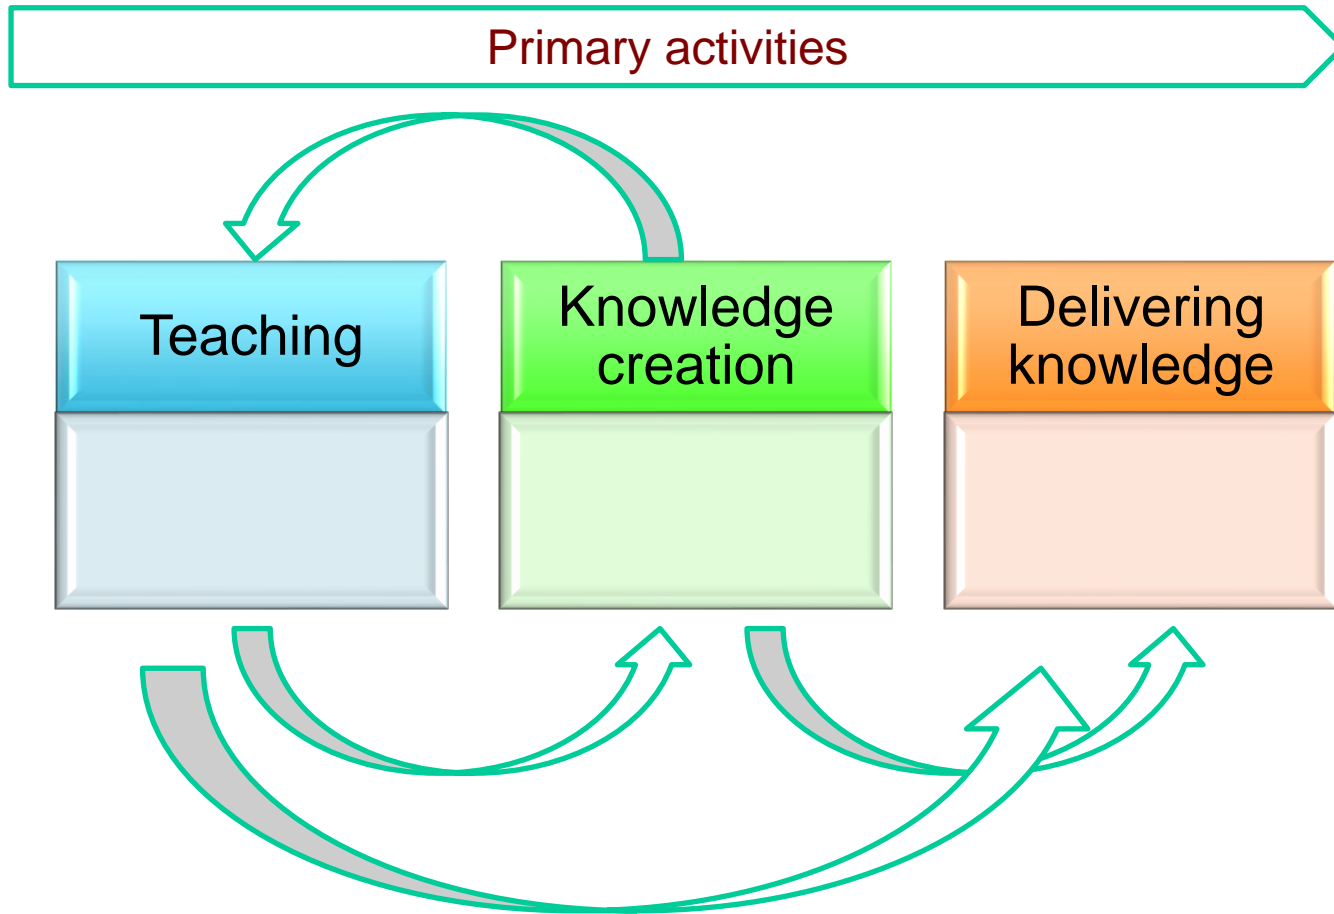 Primary activities
Teaching
Knowledge
creation
Delivering
knowledge